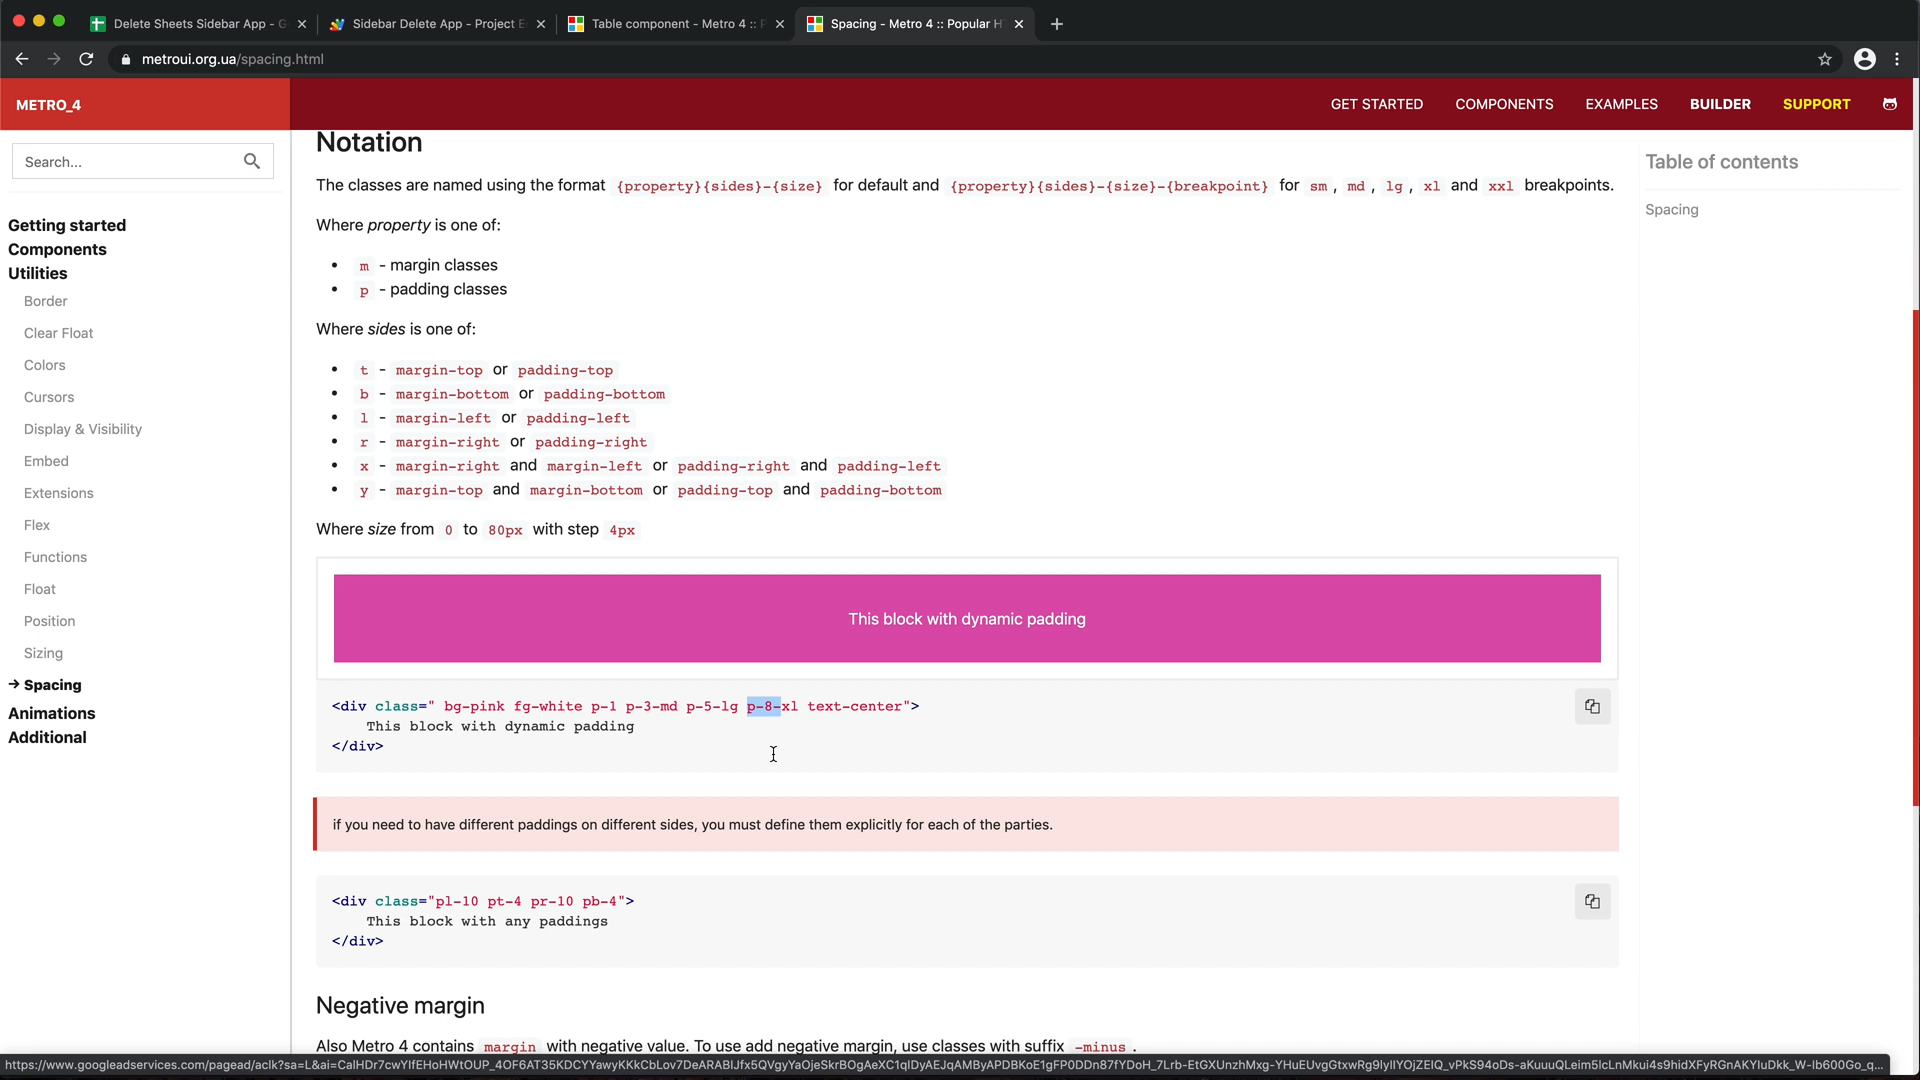 Delete Sheets Sidebar App - G
Sidebar Delete App - Project E
Table component - Metro 4 :: P
Spacing - Metro 4 :: Popular H
metroui.org.ua/spacing.html
METRO_4
GET STARTED
COMPONENTS
EXAMPLES
BUILDER
SUPPORT
Search...
Getting started
Components
Utilities
Border
Clear Float
Colors
Cursors
Display & Visibility
Embed
Extensions
Flex
Functions
Float
Position
Sizing
→ Spacing
Animations
Additional
Notation
The classes are named using the format {property}{sides}-{size} for default and {property}{sides}-{size}-{breakpoint} for sm, md, lg, xl and xxl breakpoints.
Where property is one of:
• m - margin classes
• p - padding classes
Where sides is one of:
• t - margin-top or padding-top
• b - margin-bottom or padding-bottom
• l - margin-left or padding-left
• r - margin-right or padding-right
• x - margin-right and margin-left or padding-right and padding-left
• y - margin-top and margin-bottom or padding-top and padding-bottom
Where size from 0 to 80px with step 4px
This block with dynamic padding
<div class=" bg-pink fg-white p-1 p-3-md p-5-lg p-8-xl text-center">
This block with dynamic padding
</div>
if you need to have different paddings on different sides, you must define them explicitly for each of the parties.
<div class="pl-10 pt-4 pr-10 pb-4">
This block with any paddings
</div>
Negative margin
Also Metro 4 contains margin with negative value. To use add negative margin, use classes with suffix -minus .
Table of contents
Spacing